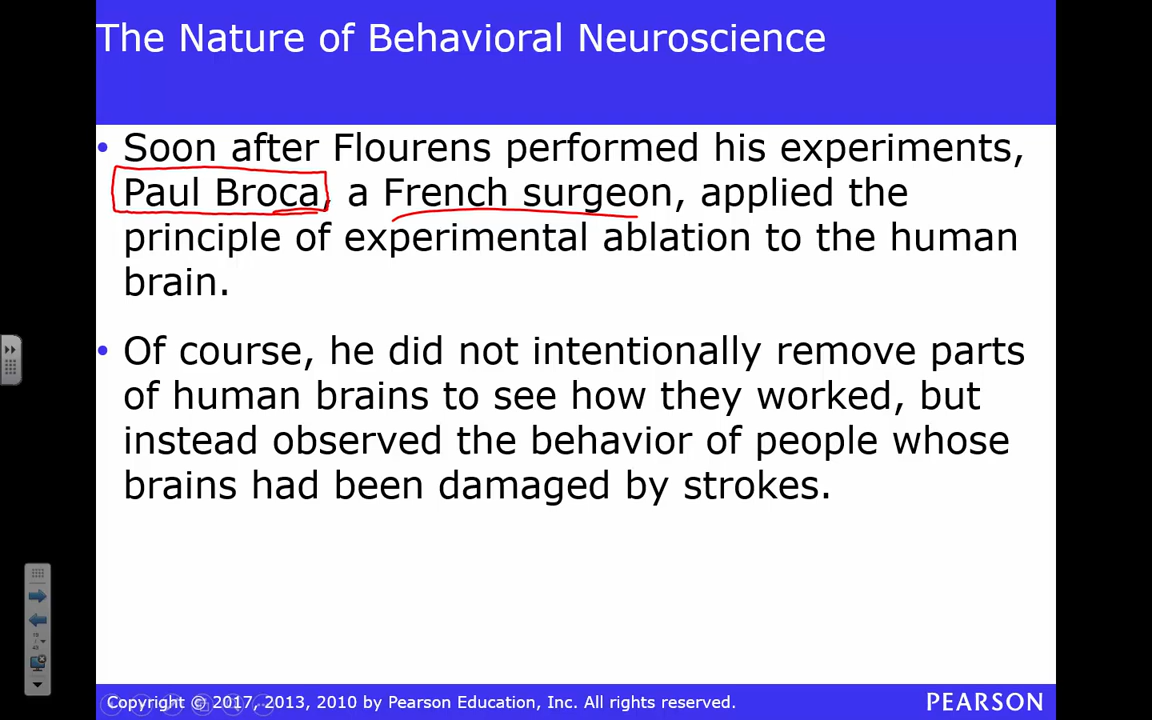 The Nature of Behavioral Neuroscience
• Soon after Flourens performed his experiments,
Paul Broca, a French surgeon, applied the
principle of experimental ablation to the human
brain.
• Of course, he did not intentionally remove parts
of human brains to see how they worked, but
instead observed the behavior of people whose
brains had been damaged by strokes.
Copyright © 2017, 2013, 2010 by Pearson Education, Inc. All rights reserved.
PEARSON